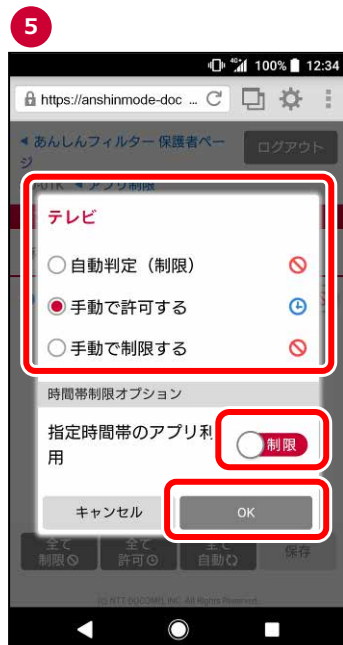 5
4G 100% 12:34
https://anshinmode-doc ...
◀ あんしんフィルター 保護者ペー
ジ
ログアウト
◀ アプリ制限
テレビ
自動判定（制限）
手動で許可する
手動で制限する
時間帯制限オプション
指定時間帯のアプリ利
用
制限
キャンセル
OK
全て
制限
全て
許可
全て
自動
保存
(c) NTT DOCOMO, INC. All Rights Reserved.